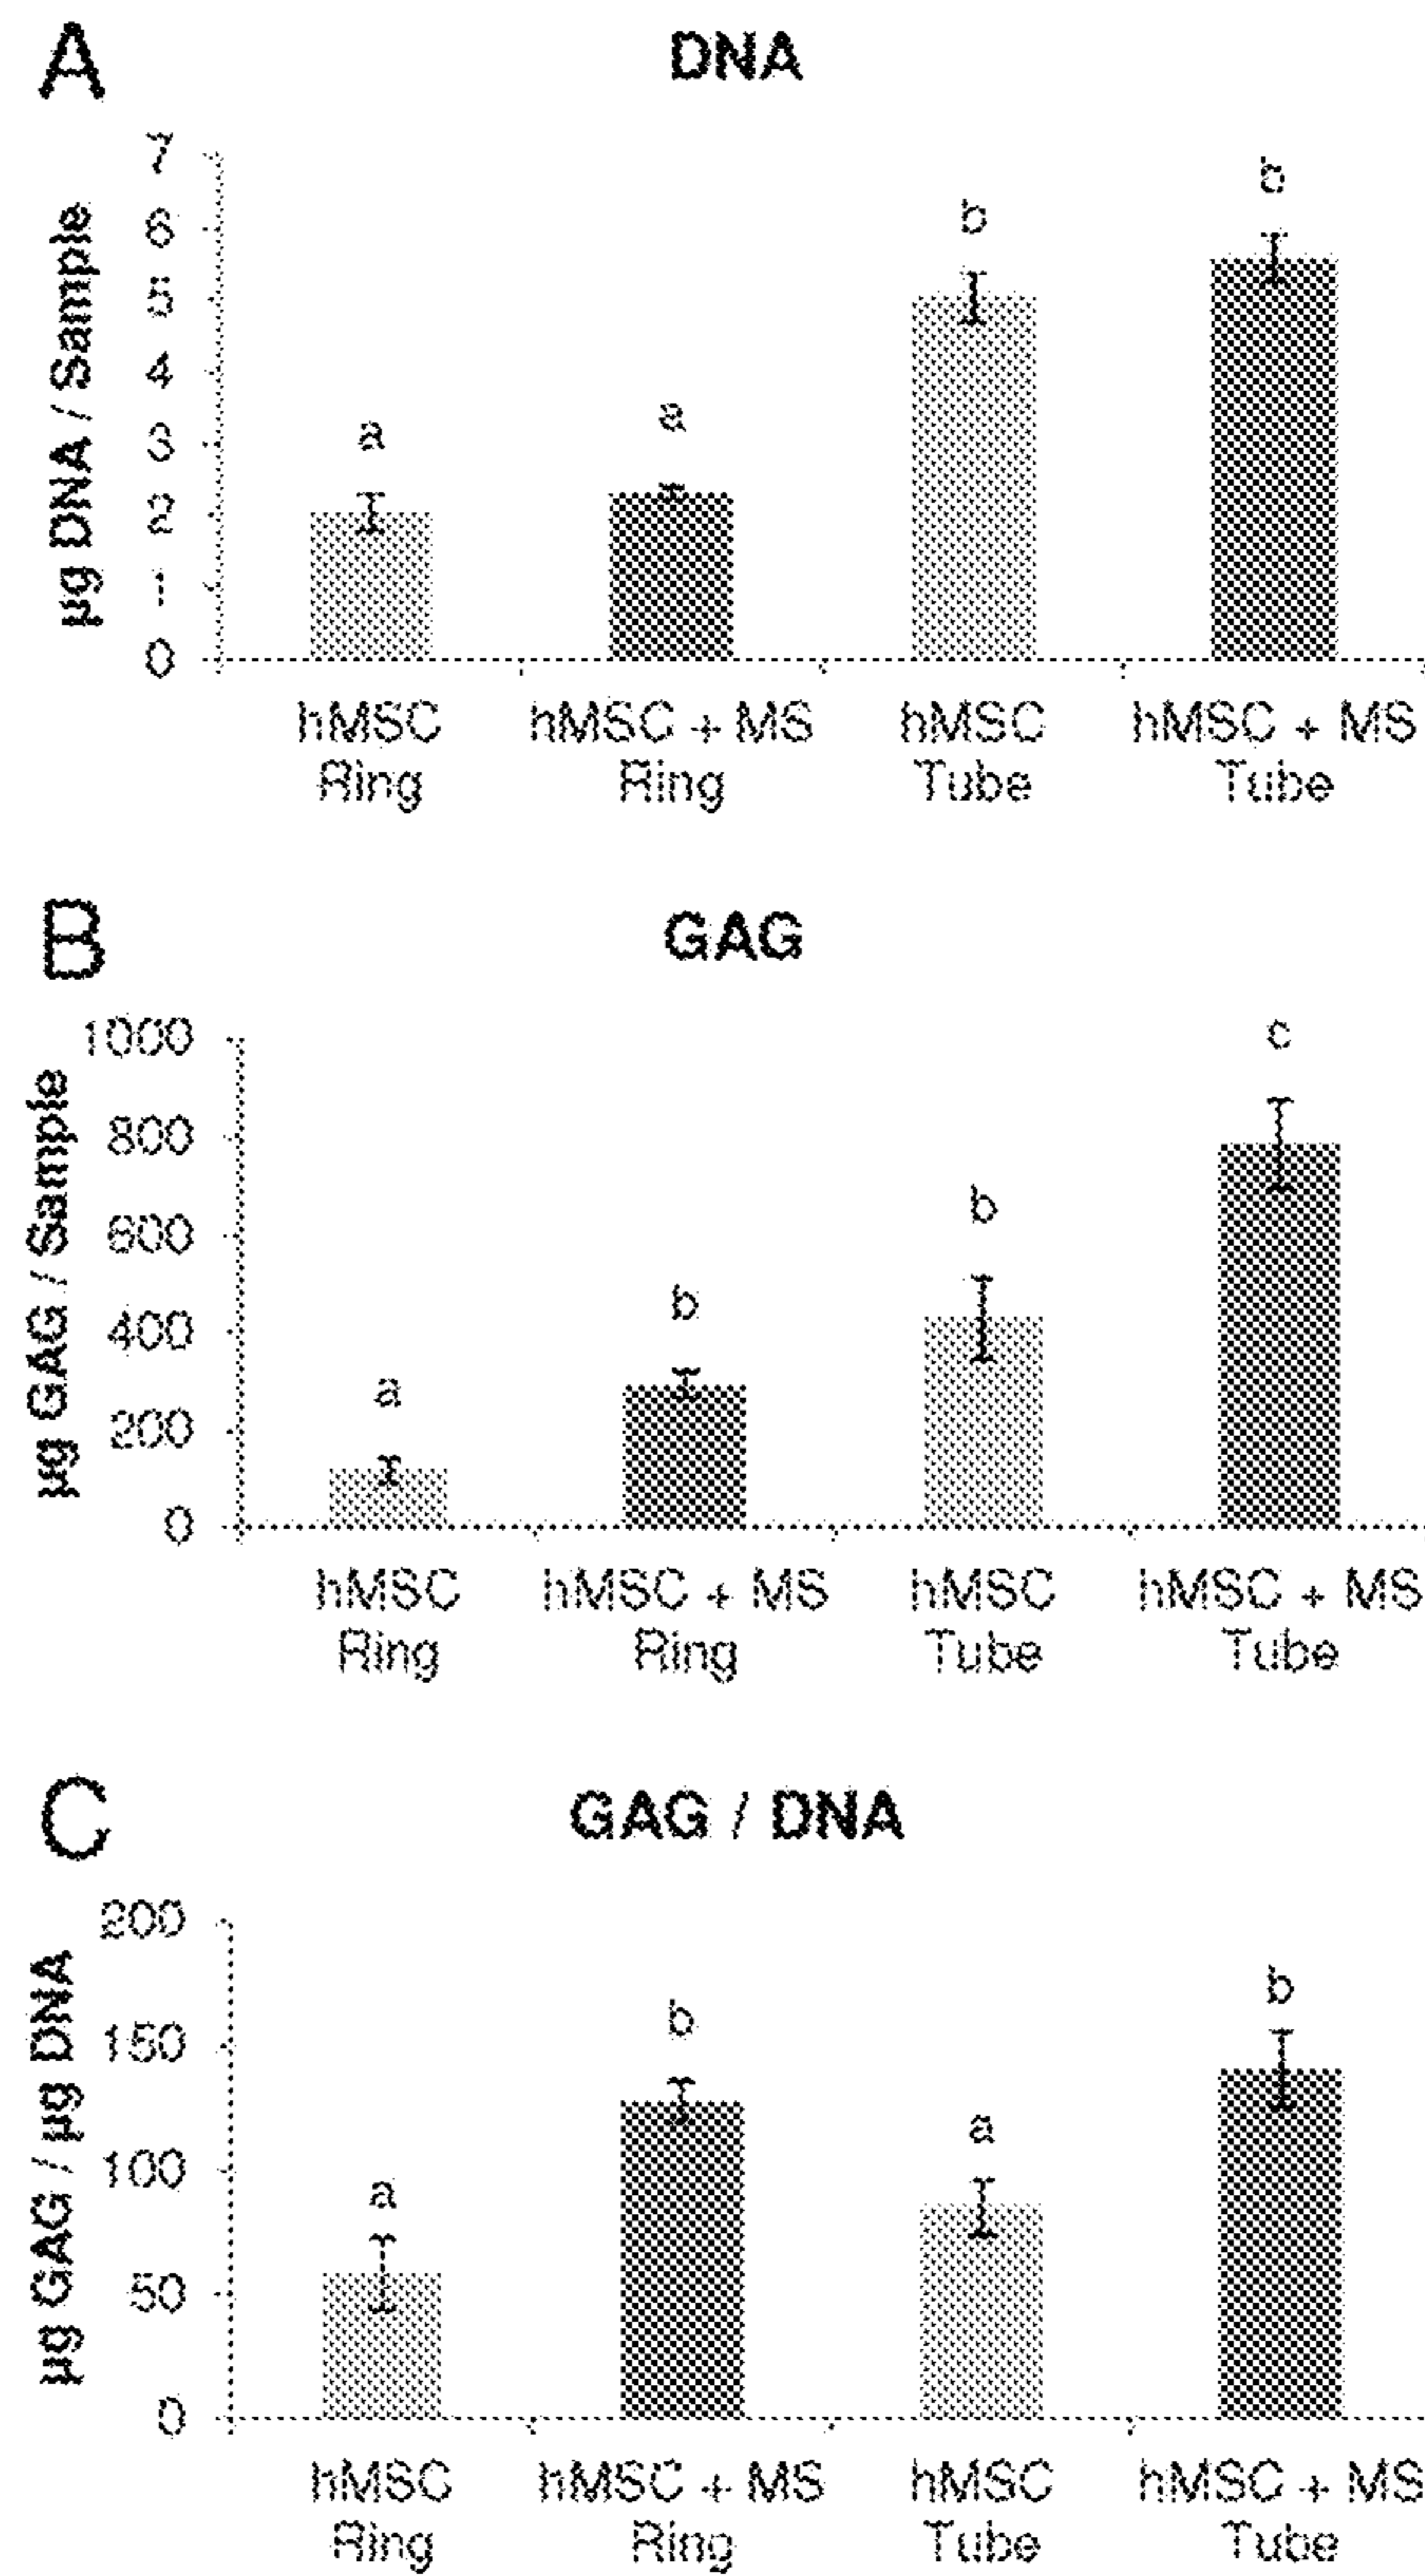 A
DNA
µg DNA / Sample
7
6
5
4
3
2
1
0
a
a
b
b
hMSC
Ring
hMSC + MS
Ring
hMSC
Tube
hMSC + MS
Tube
B
GAG
µg GAG / Sample
1000
800
600
400
200
0
a
b
b
c
hMSC
Ring
hMSC + MS
Ring
hMSC
Tube
hMSC + MS
Tube
C
GAG / DNA
µg GAG / µg DNA
200
150
100
50
0
a
b
a
b
hMSC
Ring
hMSC + MS
Ring
hMSC
Tube
hMSC + MS
Tube